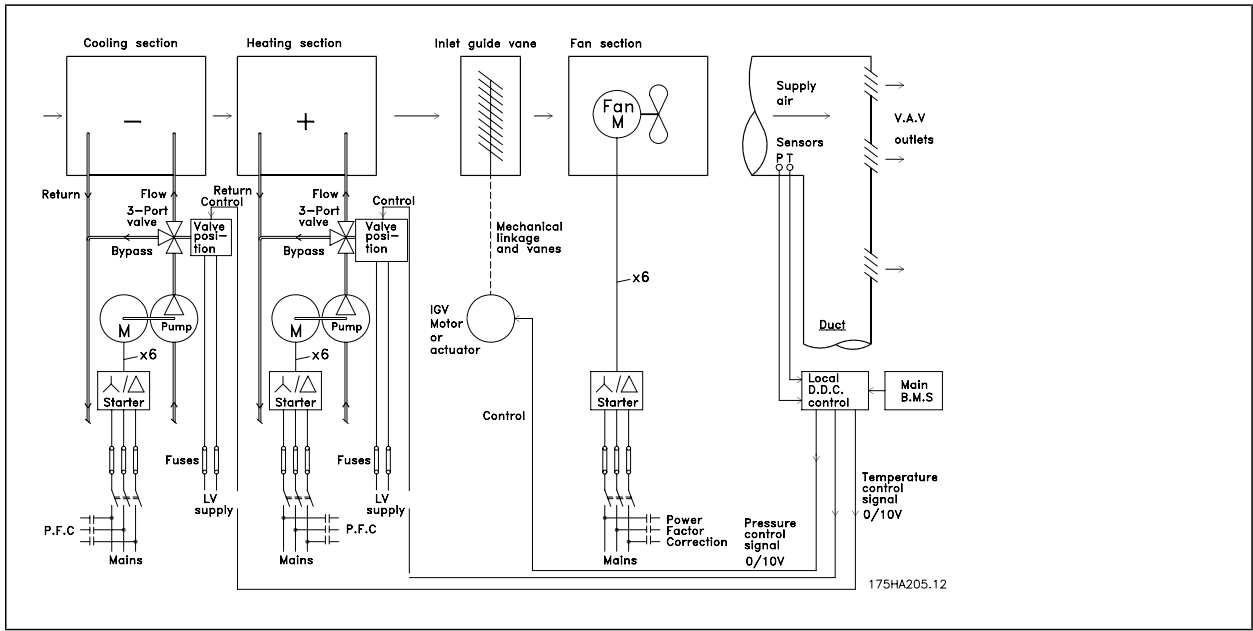 Cooling section
Heating section
Inlet guide vane
Fan section
−
+
Fan
M
Supply
air
Sensors
P T
V.A.V
outlets
Return
Flow
3-Port
valve
Bypass
Control
Valve
posi-
tion
Return
Flow
3-Port
valve
Bypass
Control
Valve
posi-
tion
Mechanical
linkage
and vanes
x6
M
Pump
x6
Starter
M
Pump
x6
Starter
IGV
Motor
or
actuator
Control
Starter
Duct
Local
D.D.C.
control
Main
B.M.S
Fuses
LV
supply
Fuses
LV
supply
P.F.C
Mains
P.F.C
Mains
Power
Factor
Correction
Mains
Pressure
control
signal
0/10V
Temperature
control
signal
0/10V
175HA205.12